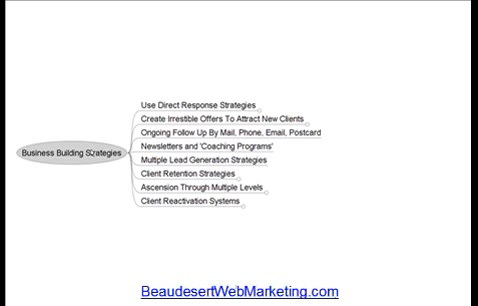 Use Direct Response Strategies
Create Irrestible Offers To Attract New Clients
Ongoing Follow Up By Mail, Phone, Email, Postcard
Business Building Strategies
Newsletters and 'Coaching Programs'
Multiple Lead Generation Strategies
Client Retention Strategies
Ascension Through Multiple Levels
Client Reactivation Systems
BeaudesertWebMarketing.com